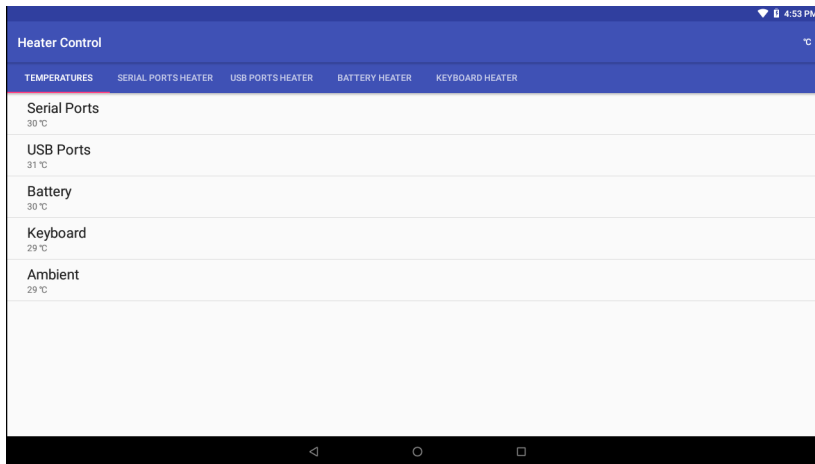 4:53 PM
Heater Control
℃
TEMPERATURES SERIAL PORTS HEATER USB PORTS HEATER BATTERY HEATER KEYBOARD HEATER
Serial Ports
30 ℃
USB Ports
31 ℃
Battery
30 ℃
Keyboard
29 ℃
Ambient
29 ℃